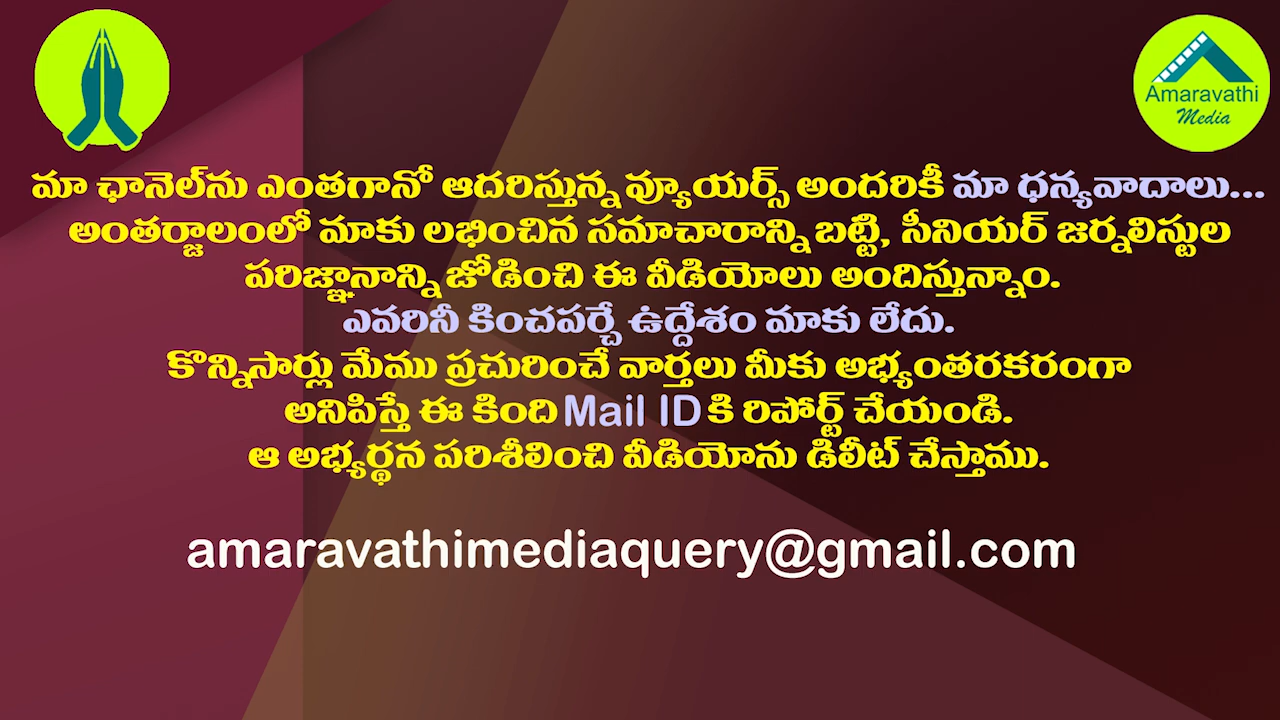 Amaravathi
Media
మా ఛానెల్‌ను ఎంతగానో ఆదరిస్తున్న వ్యూయర్స్ అందరికీ మా ధన్యవాదాలు...
అంతర్జాలంలో మాకు లభించిన సమాచారాన్ని బట్టి, సీనియర్ జర్నలిస్టుల
పరిజ్ఞానాన్ని జోడించి ఈ వీడియోలు అందిస్తున్నాం.
ఎవరినీ కించపర్చే ఉద్దేశం మాకు లేదు.
కొన్నిసార్లు మేము ప్రచురించే వార్తలు మీకు అభ్యంతరకరంగా
అనిపిస్తే ఈ కింది Mail ID కి రిపోర్ట్ చేయండి.
ఆ అభ్యర్థన పరిశీలించి వీడియోను డిలీట్ చేస్తాము.
amaravathimediaquery@gmail.com